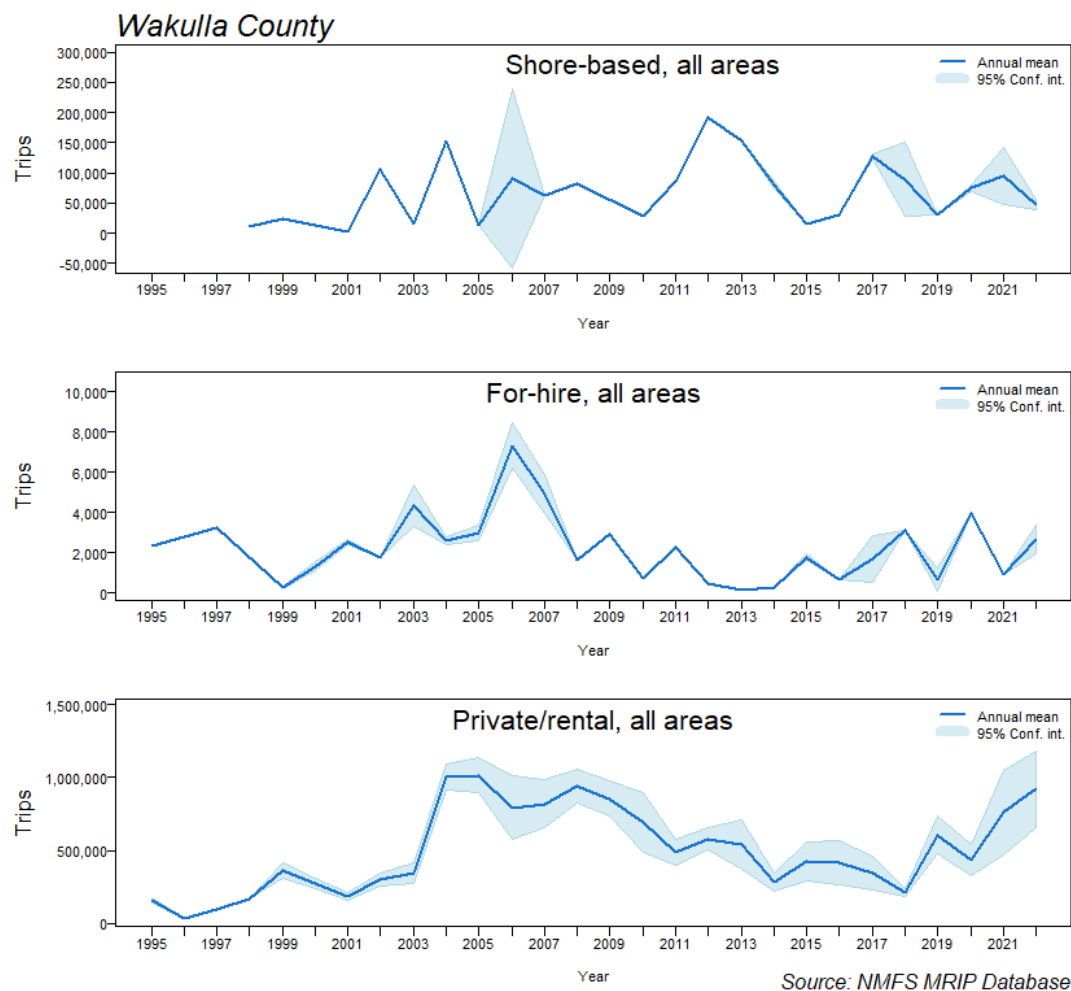 Wakulla County
Shore-based, all areas
Annual mean
95% Conf. int.
300,000
250,000
200,000
150,000
100,000
50,000
0
-50,000
Trips
1995 1997 1999 2001 2003 2005 2007 2009 2011 2013 2015 2017 2019 2021
Year
For-hire, all areas
Annual mean
95% Conf. int.
10,000
8,000
6,000
4,000
2,000
0
Trips
1995 1997 1999 2001 2003 2005 2007 2009 2011 2013 2015 2017 2019 2021
Year
Private/rental, all areas
Annual mean
95% Conf. int.
1,500,000
1,000,000
500,000
0
Trips
1995 1997 1999 2001 2003 2005 2007 2009 2011 2013 2015 2017 2019 2021
Year
Source: NMFS MRIP Database